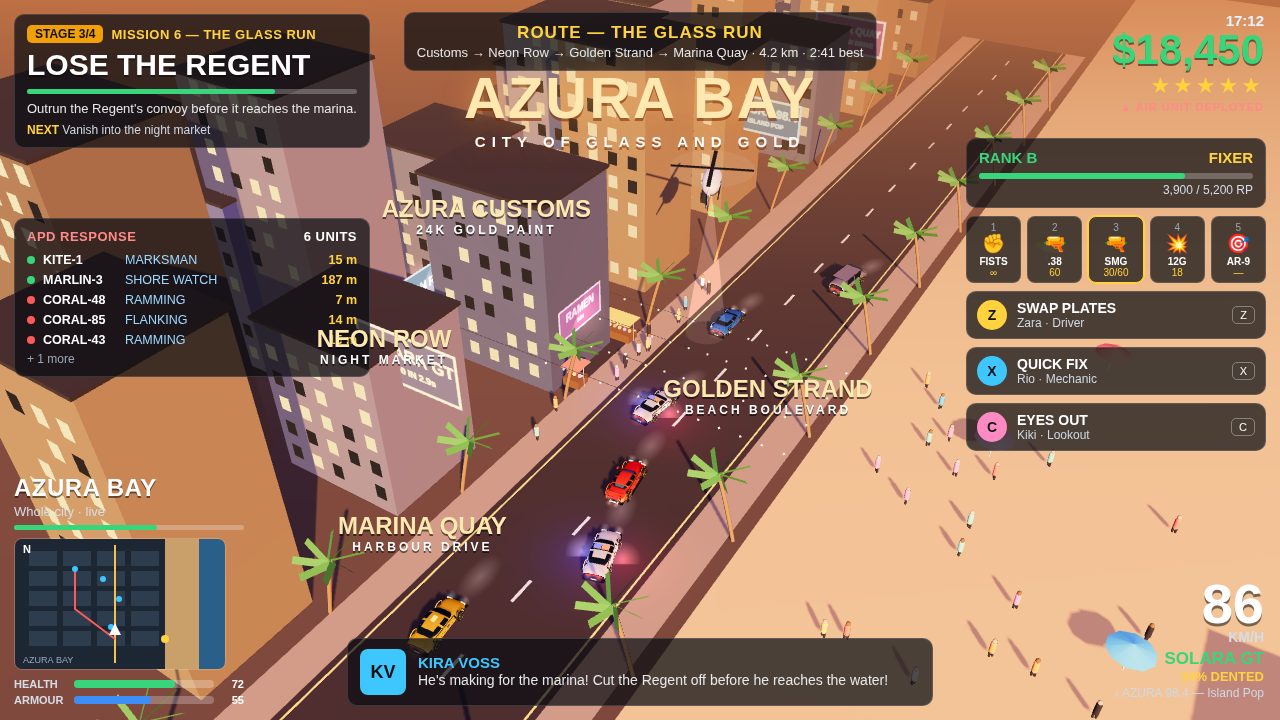 STAGE 3/4 MISSION 6 — THE GLASS RUN
LOSE THE REGENT
Outrun the Regent's convoy before it reaches the marina.
NEXT Vanish into the night market
ROUTE — THE GLASS RUN
Customs → Neon Row → Golden Strand → Marina Quay · 4.2 km · 2:41 best
AZURA BAY
CITY OF GLASS AND GOLD
17:12
$18,450
★★★★★
▲ AIR UNIT DEPLOYED
RANK B FIXER
3,900 / 5,200 RP
1 2 3 4 5
FISTS .38 SMG 12G AR-9
∞ 60 30/60 18 —
Z SWAP PLATES Z
Zara · Driver
X QUICK FIX X
Rio · Mechanic
C EYES OUT C
Kiki · Lookout
APD RESPONSE 6 UNITS
KITE-1 MARKSMAN 15 m
MARLIN-3 SHORE WATCH 187 m
CORAL-48 RAMMING 7 m
CORAL-85 FLANKING 14 m
CORAL-43 RAMMING
+ 1 more
AZURA CUSTOMS
24K GOLD PAINT
RAMEN
NEON ROW
NIGHT MARKET
GOLDEN STRAND
BEACH BOULEVARD
MARINA QUAY
HARBOUR DRIVE
AZURA BAY
Whole city · live
N
AZURA BAY
HEALTH 72
ARMOUR 55
KV KIRA VOSS
He's making for the marina! Cut the Regent off before he reaches the water!
86
KM/H
SOLARA GT
DENTED
AZURA 98.4 — Island Pop